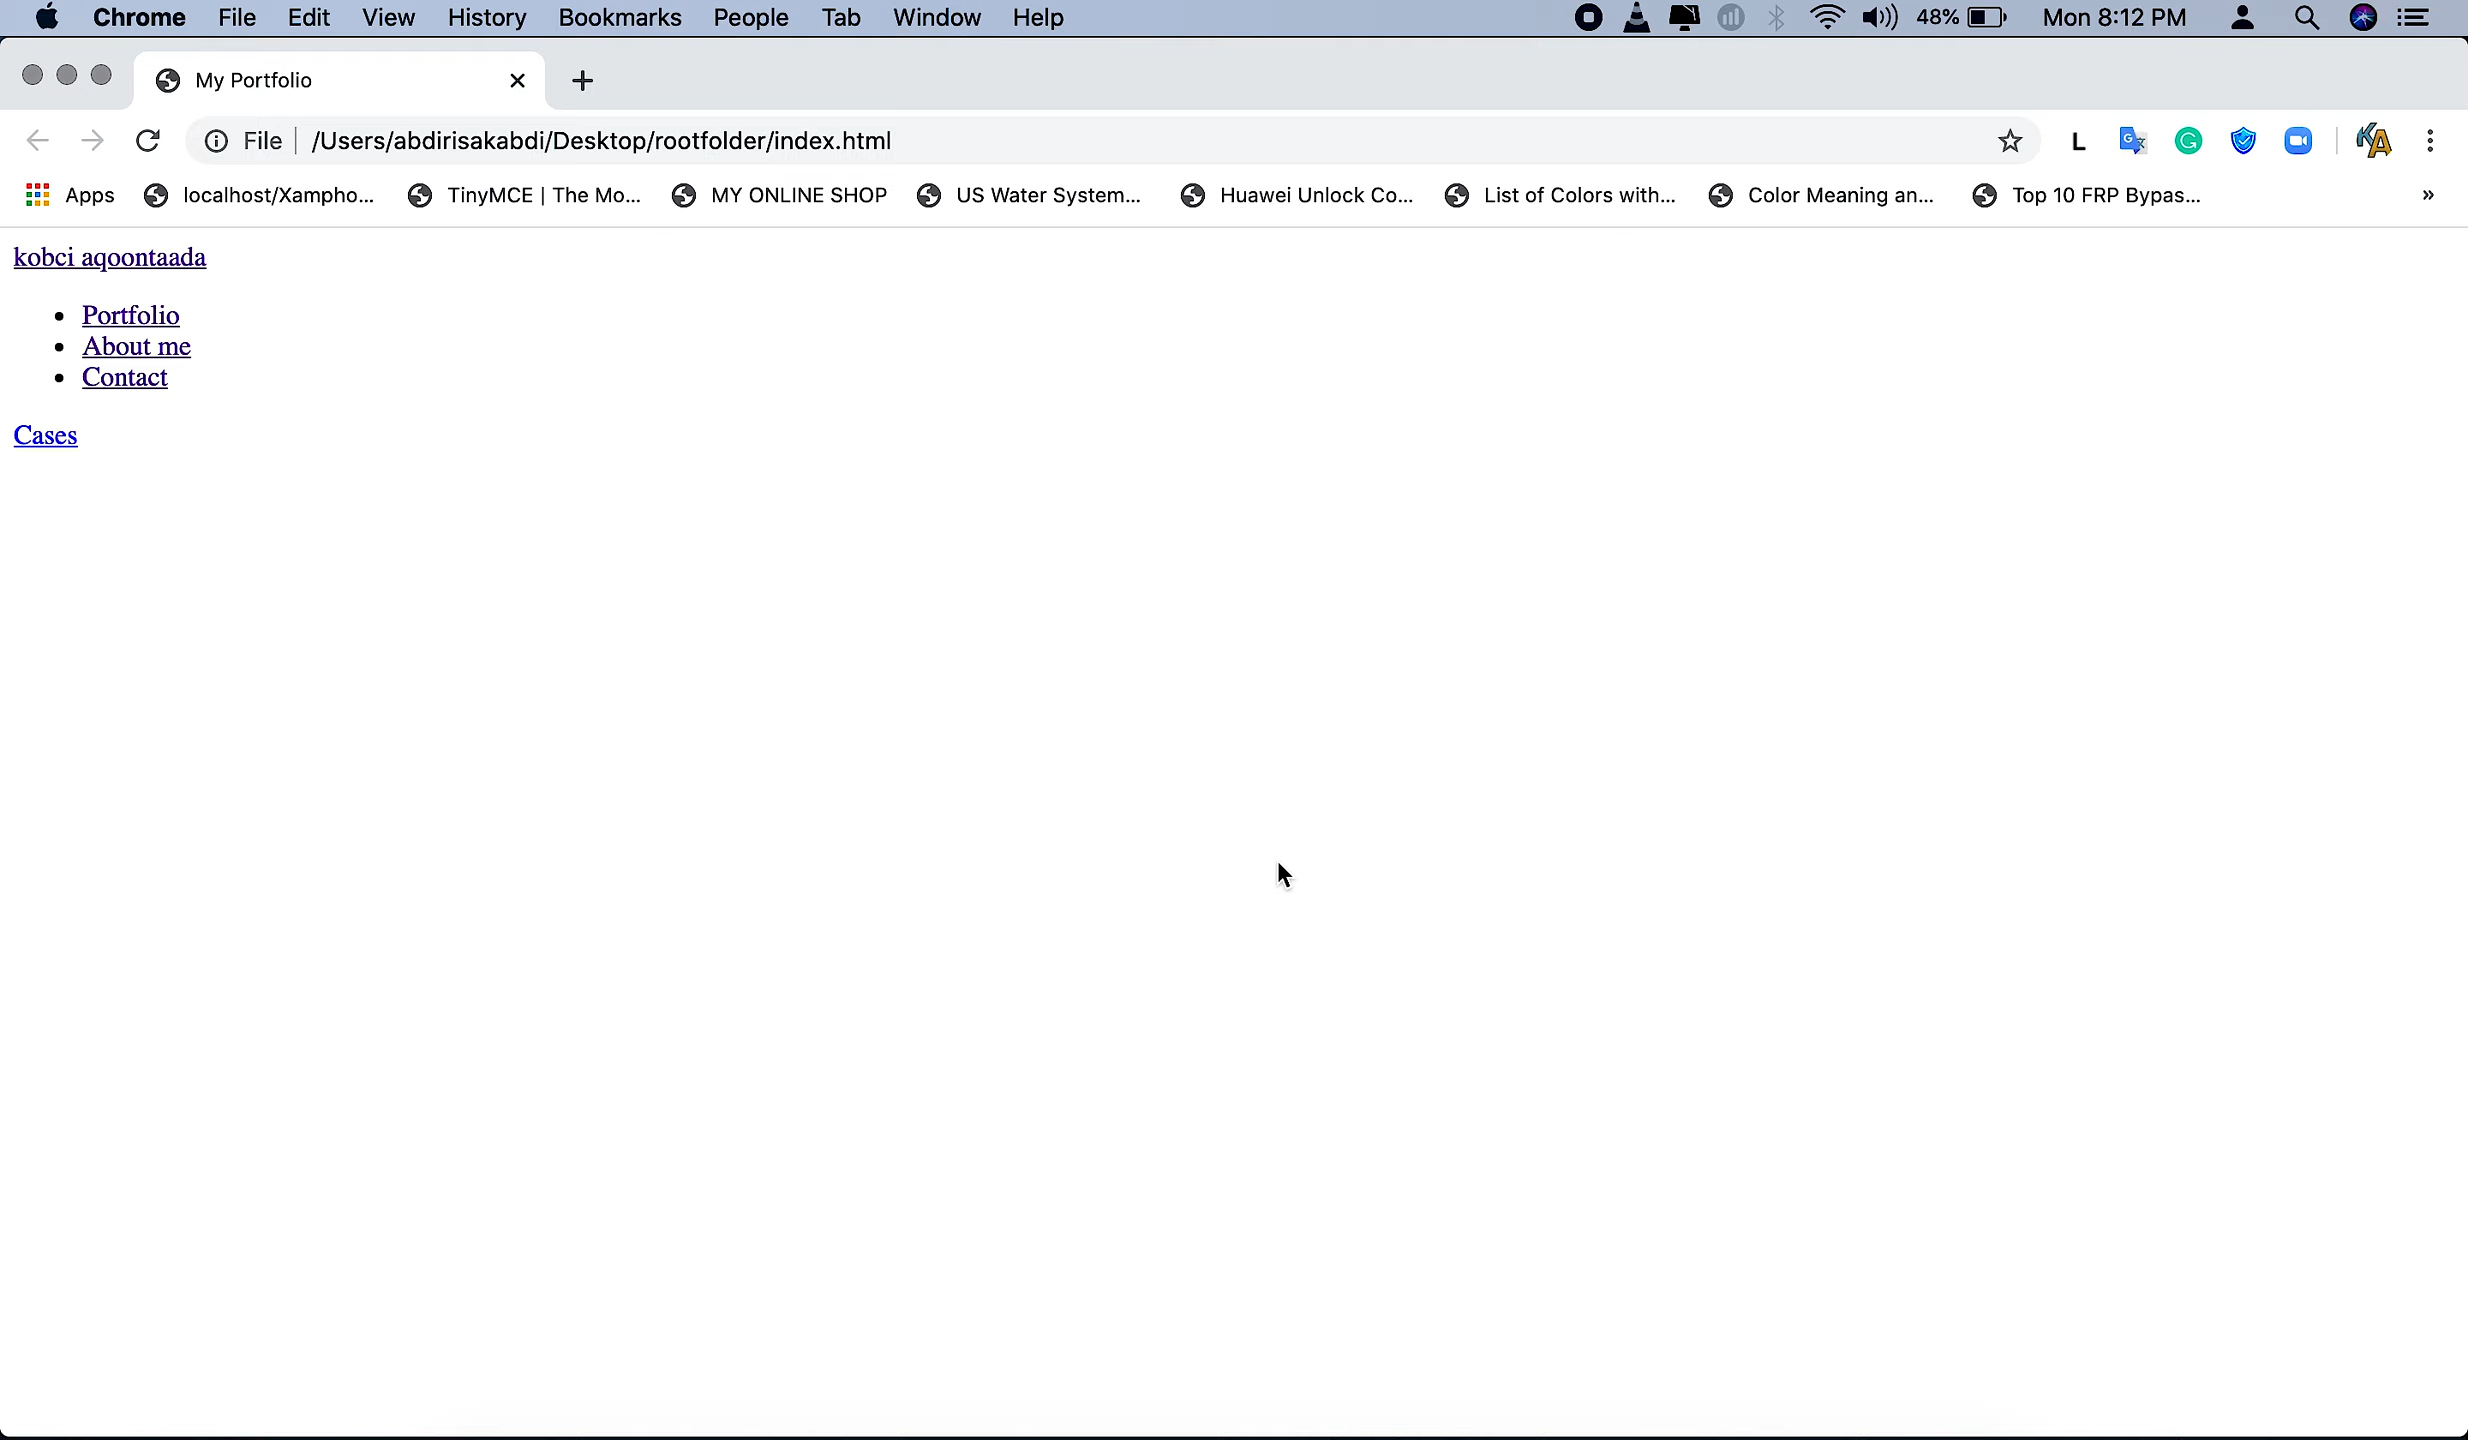 Chrome File Edit View History Bookmarks People Tab Window Help 48% Mon 8:12 PM
My Portfolio
File /Users/abdirisakabdi/Desktop/rootfolder/index.html L
Apps localhost/Xampho... TinyMCE | The Mo... MY ONLINE SHOP US Water System... Huawei Unlock Co... List of Colors with... Color Meaning an... Top 10 FRP Bypas... »
kobci aqoontaada
• Portfolio
• About me
• Contact
Cases